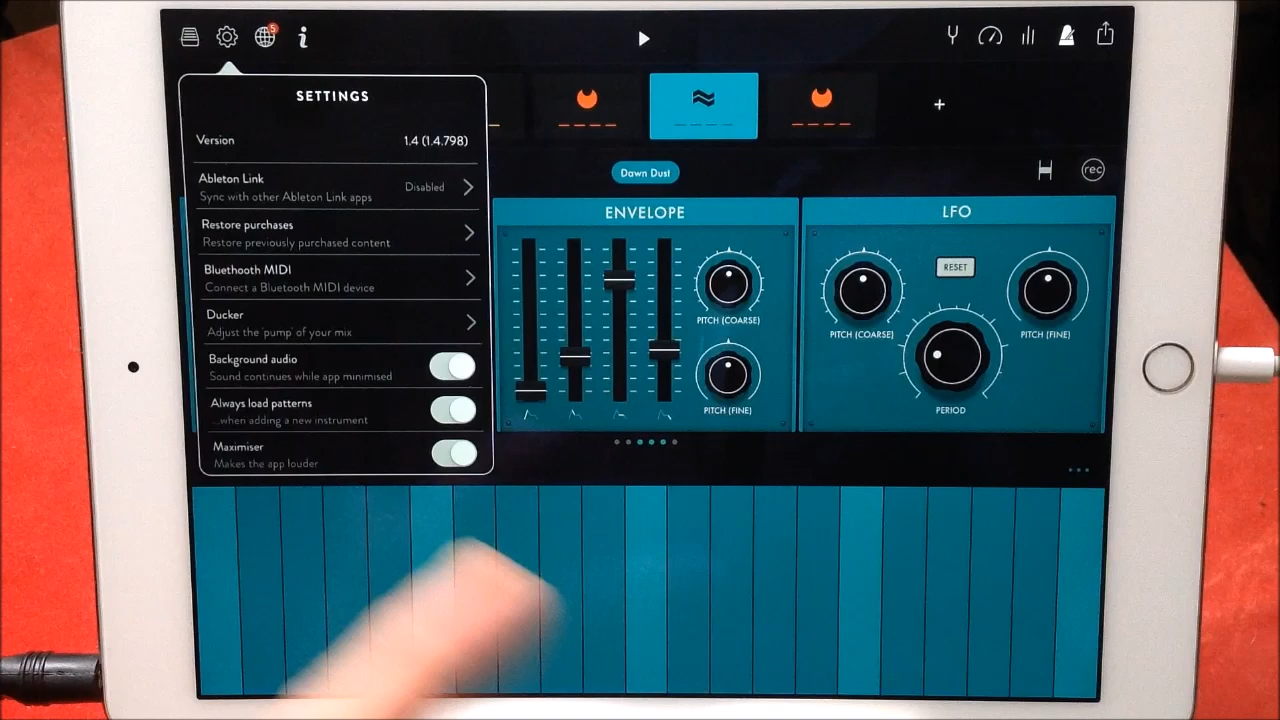 5
SETTINGS
Version 1.4 (1.4.798)
Ableton Link
Sync with other Ableton Link apps
Disabled
Restore purchases
Restore previously purchased content
Bluethooth MIDI
Connect a Bluetooth MIDI device
Ducker
Adjust the 'pump' of your mix
Background audio
Sound continues while app minimised
Always load patterns
...when adding a new instrument
Maximiser
Makes the app louder
Dawn Dust
rec
ENVELOPE
PITCH (COARSE)
PITCH (FINE)
LFO
RESET
PITCH (COARSE)
PITCH (FINE)
PERIOD